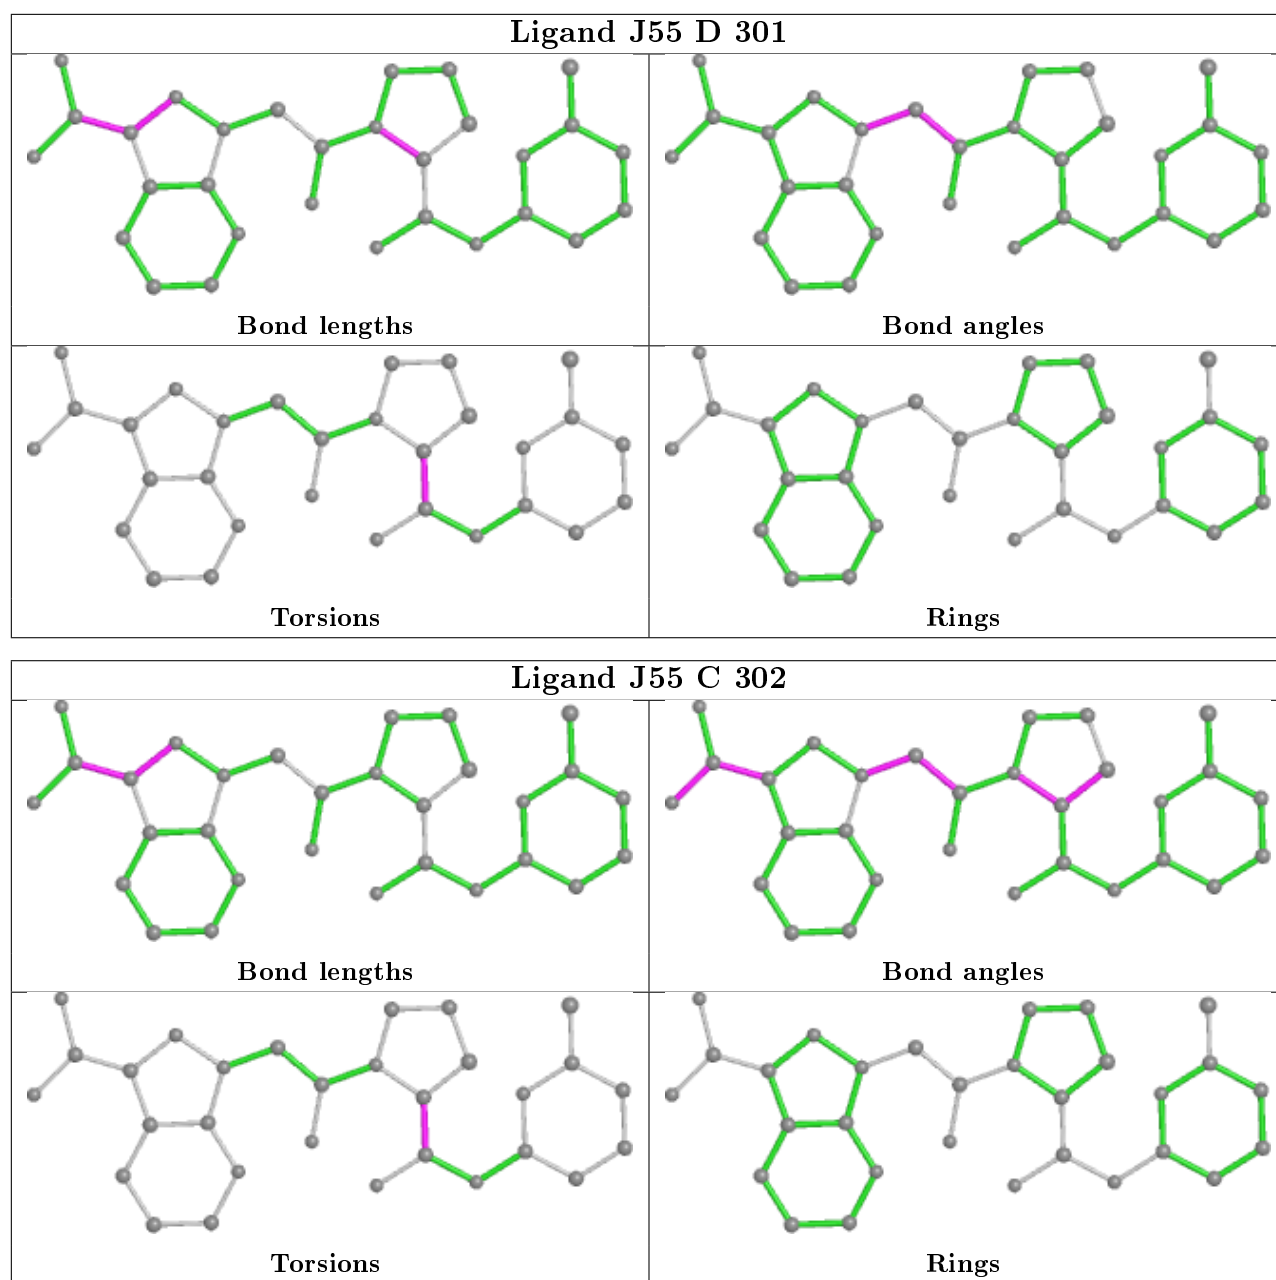 Ligand J55 D 301
Bond lengths
Bond angles
Torsions
Rings
Ligand J55 C 302
Bond lengths
Bond angles
Torsions
Rings